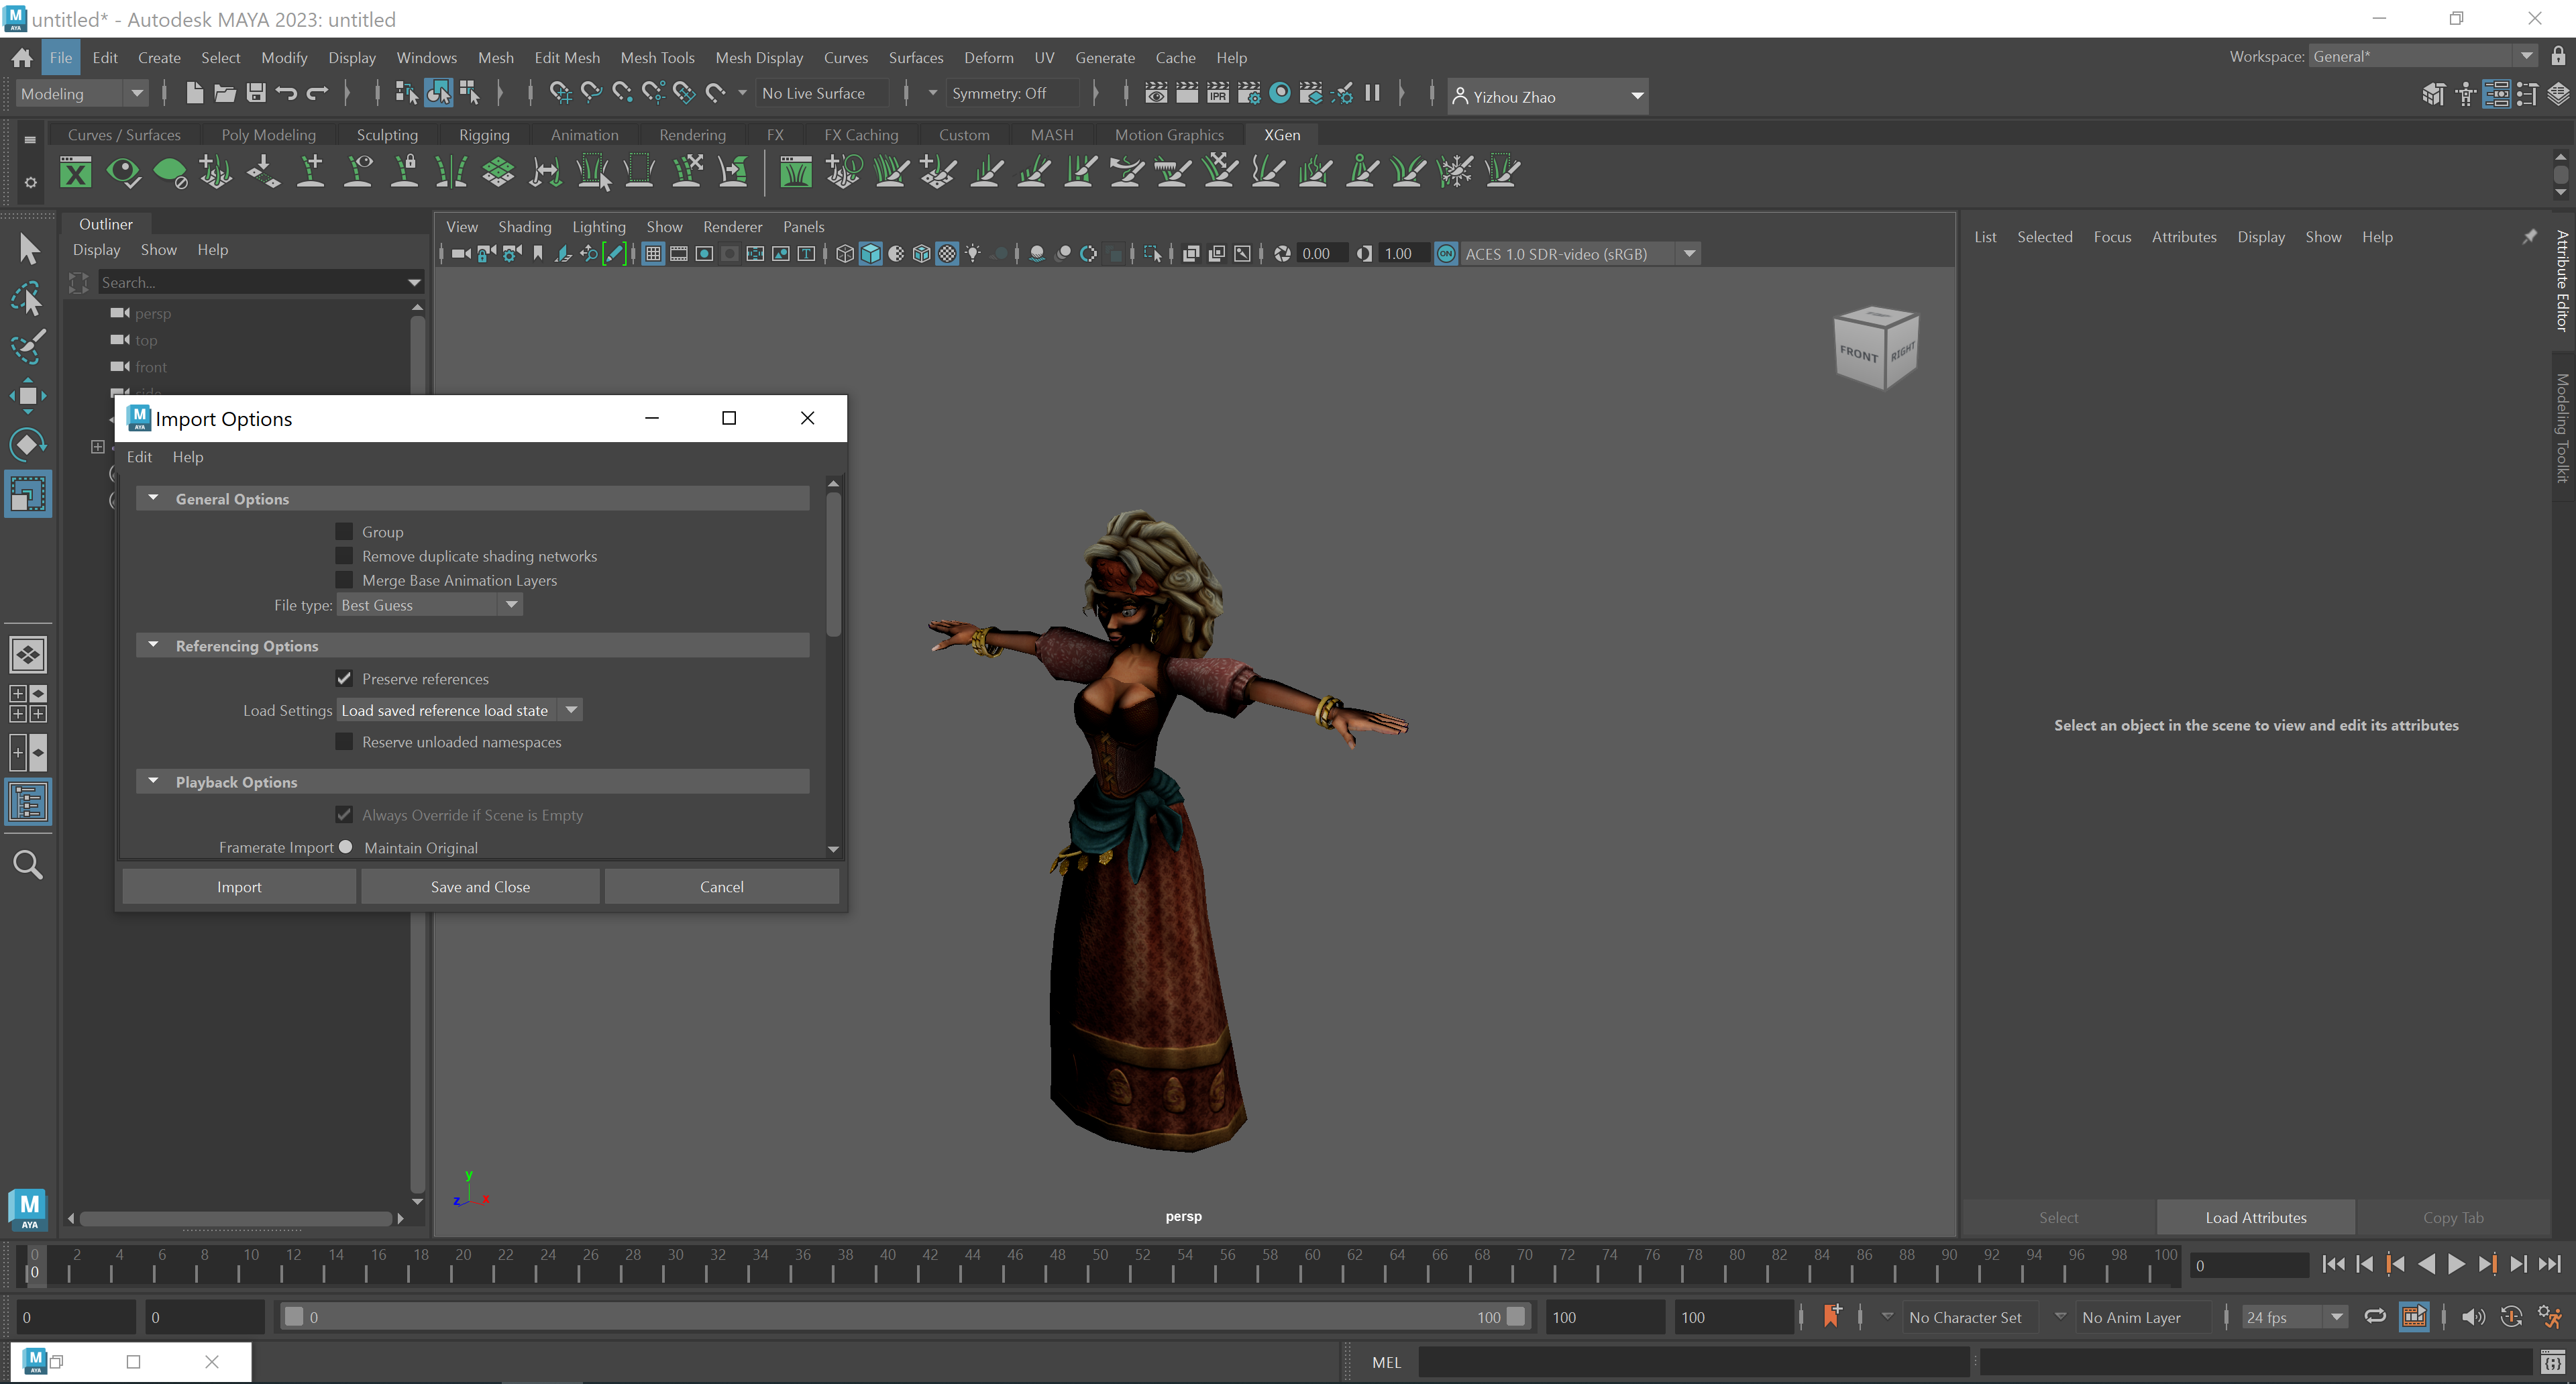 untitled* - Autodesk MAYA 2023: untitled
File Edit Create Select Modify Display Windows Mesh Edit Mesh Mesh Tools Mesh Display Curves Surfaces Deform UV Generate Cache Help
Workspace: General*
Modeling
No Live Surface
Symmetry: Off
IPR
Yizhou Zhao
Curves / Surfaces Poly Modeling Sculpting Rigging Animation Rendering FX FX Caching Custom MASH Motion Graphics XGen
Outliner
Display Show Help
Search...
persp
top
front
side
View Shading Lighting Show Renderer Panels
0.00
1.00
ON
ACES 1.0 SDR-video (sRGB)
TOP
FRONT
RIGHT
Import Options
Edit Help
General Options
Group
Remove duplicate shading networks
Merge Base Animation Layers
File type: Best Guess
Referencing Options
Preserve references
Load Settings Load saved reference load state
Reserve unloaded namespaces
Playback Options
Always Override if Scene is Empty
Framerate Import Maintain Original
Import Save and Close Cancel
y
z x
persp
List Selected Focus Attributes Display Show Help
Attribute Editor
Modeling Toolkit
Select an object in the scene to view and edit its attributes
Select Load Attributes Copy Tab
M
AYA
0 2 4 6 8 10 12 14 16 18 20 22 24 26 28 30 32 34 36 38 40 42 44 46 48 50 52 54 56 58 60 62 64 66 68 70 72 74 76 78 80 82 84 86 88 90 92 94 96 98 100
0
0
0
0
0
100
100
100
No Character Set
No Anim Layer
24 fps
M
AYA
MEL